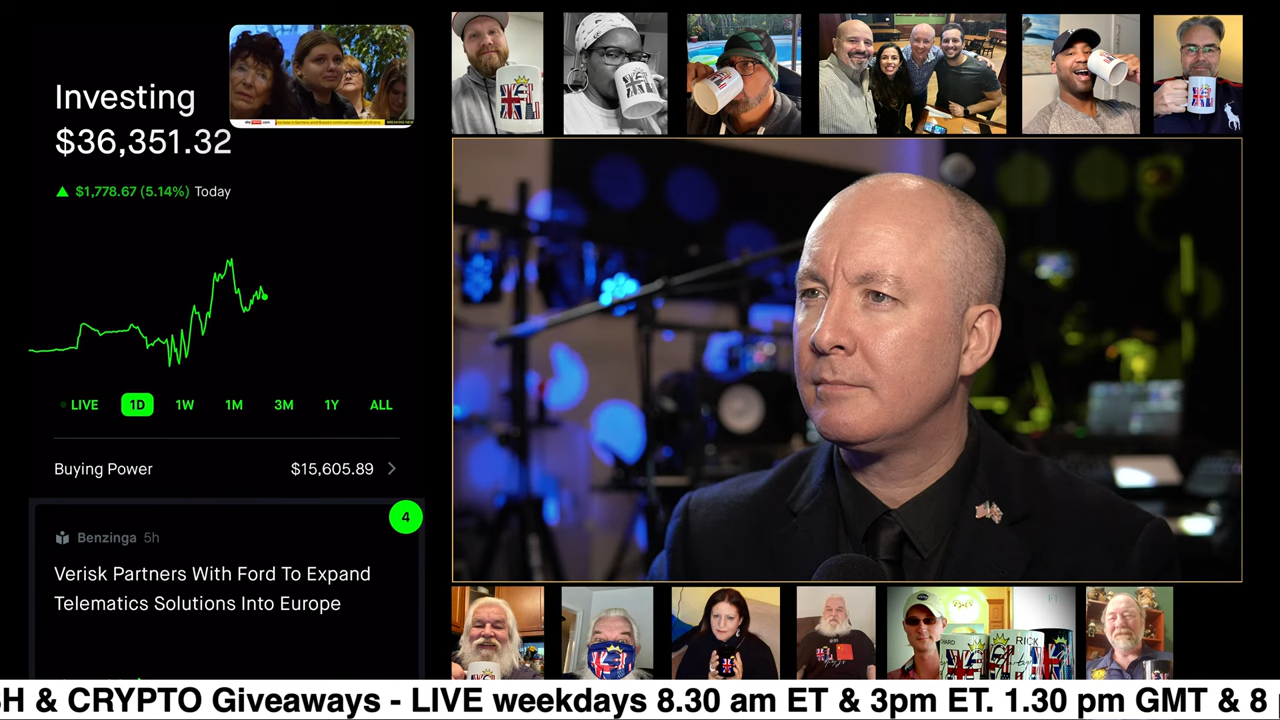 Investing
$36,351.32
$1,778.67 (5.14%) Today
LIVE
1D
1W
1M
3M
1Y
ALL
Buying Power
$15,605.89
4
Benzinga 5h
Verisk Partners With Ford To Expand
Telematics Solutions Into Europe
RICK
H & CRYPTO Giveaways - LIVE weekdays 8.30 am ET & 3pm ET. 1.30 pm GMT & 8